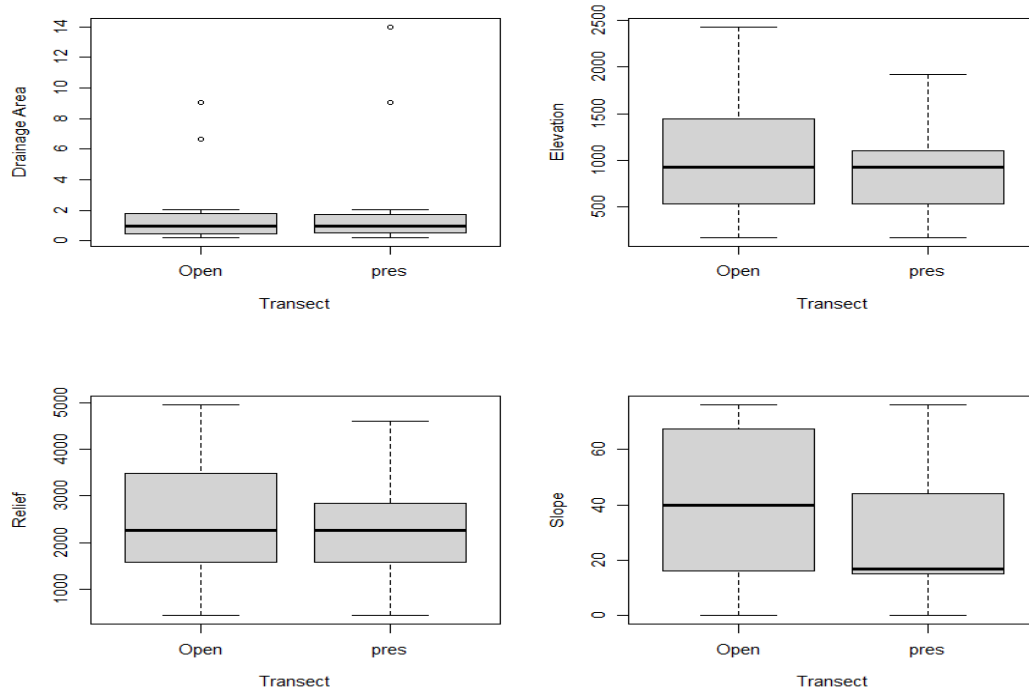 Drainage Area
14
12
10
8
6
4
2
0
Open pres
Transect
Elevation
2500
2000
1500
1000
500
Open pres
Transect
Relief
5000
4000
3000
2000
1000
Open pres
Transect
Slope
60
40
20
0
Open pres
Transect